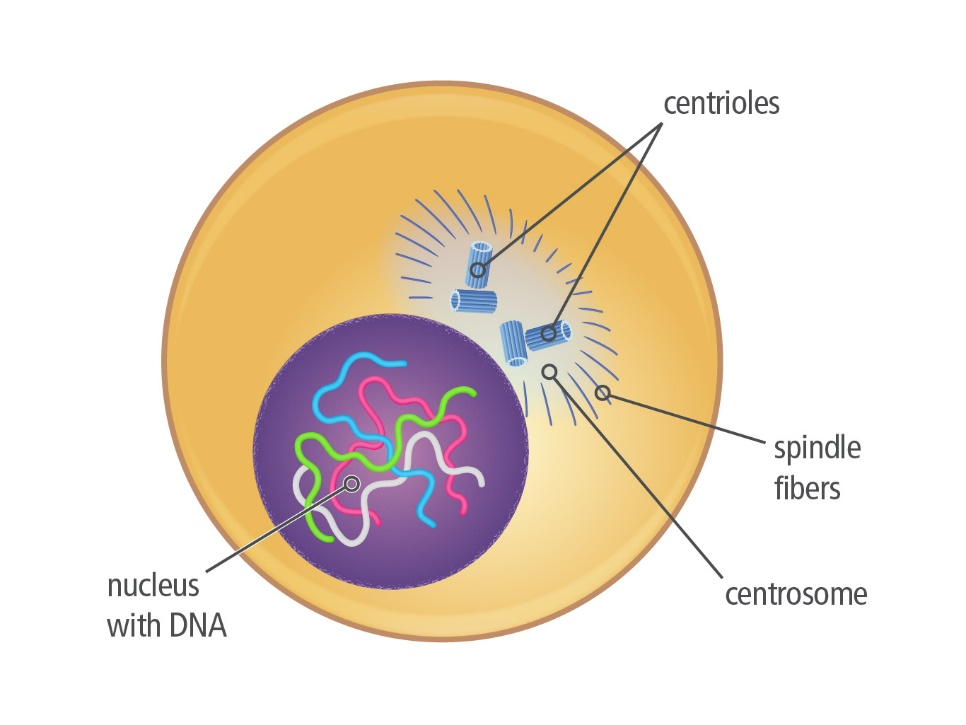 centrioles
spindle
fibers
centrosome
nucleus
with DNA